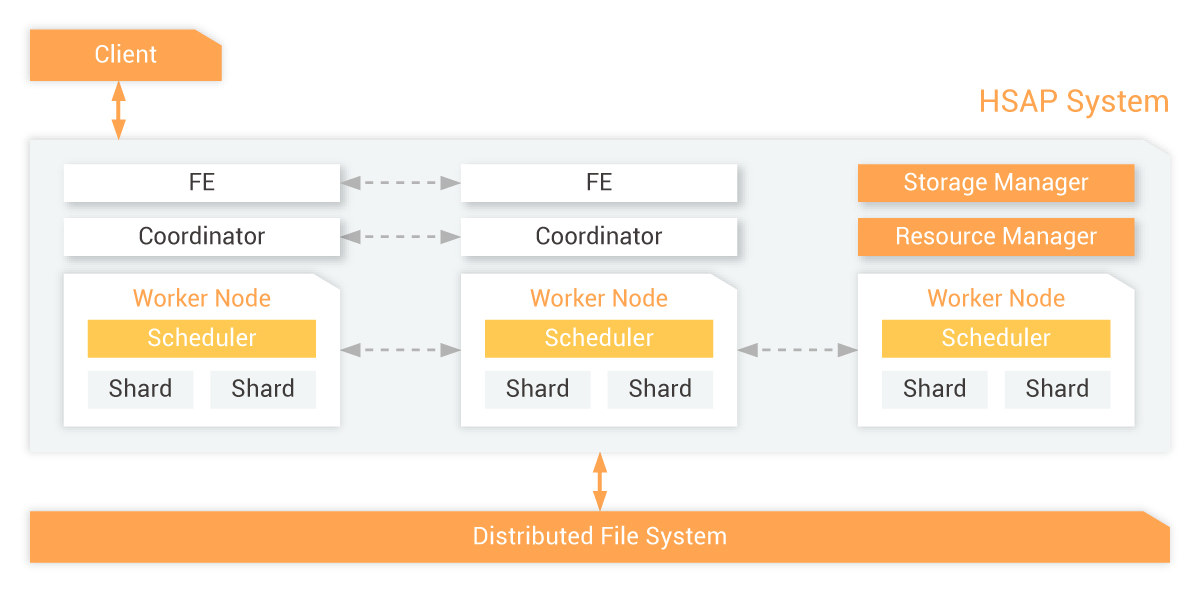 Client
HSAP System
FE
FE
Storage Manager
Coordinator
Coordinator
Resource Manager
Worker Node
Worker Node
Worker Node
Scheduler
Scheduler
Scheduler
Shard
Shard
Shard
Shard
Shard
Shard
Distributed File System